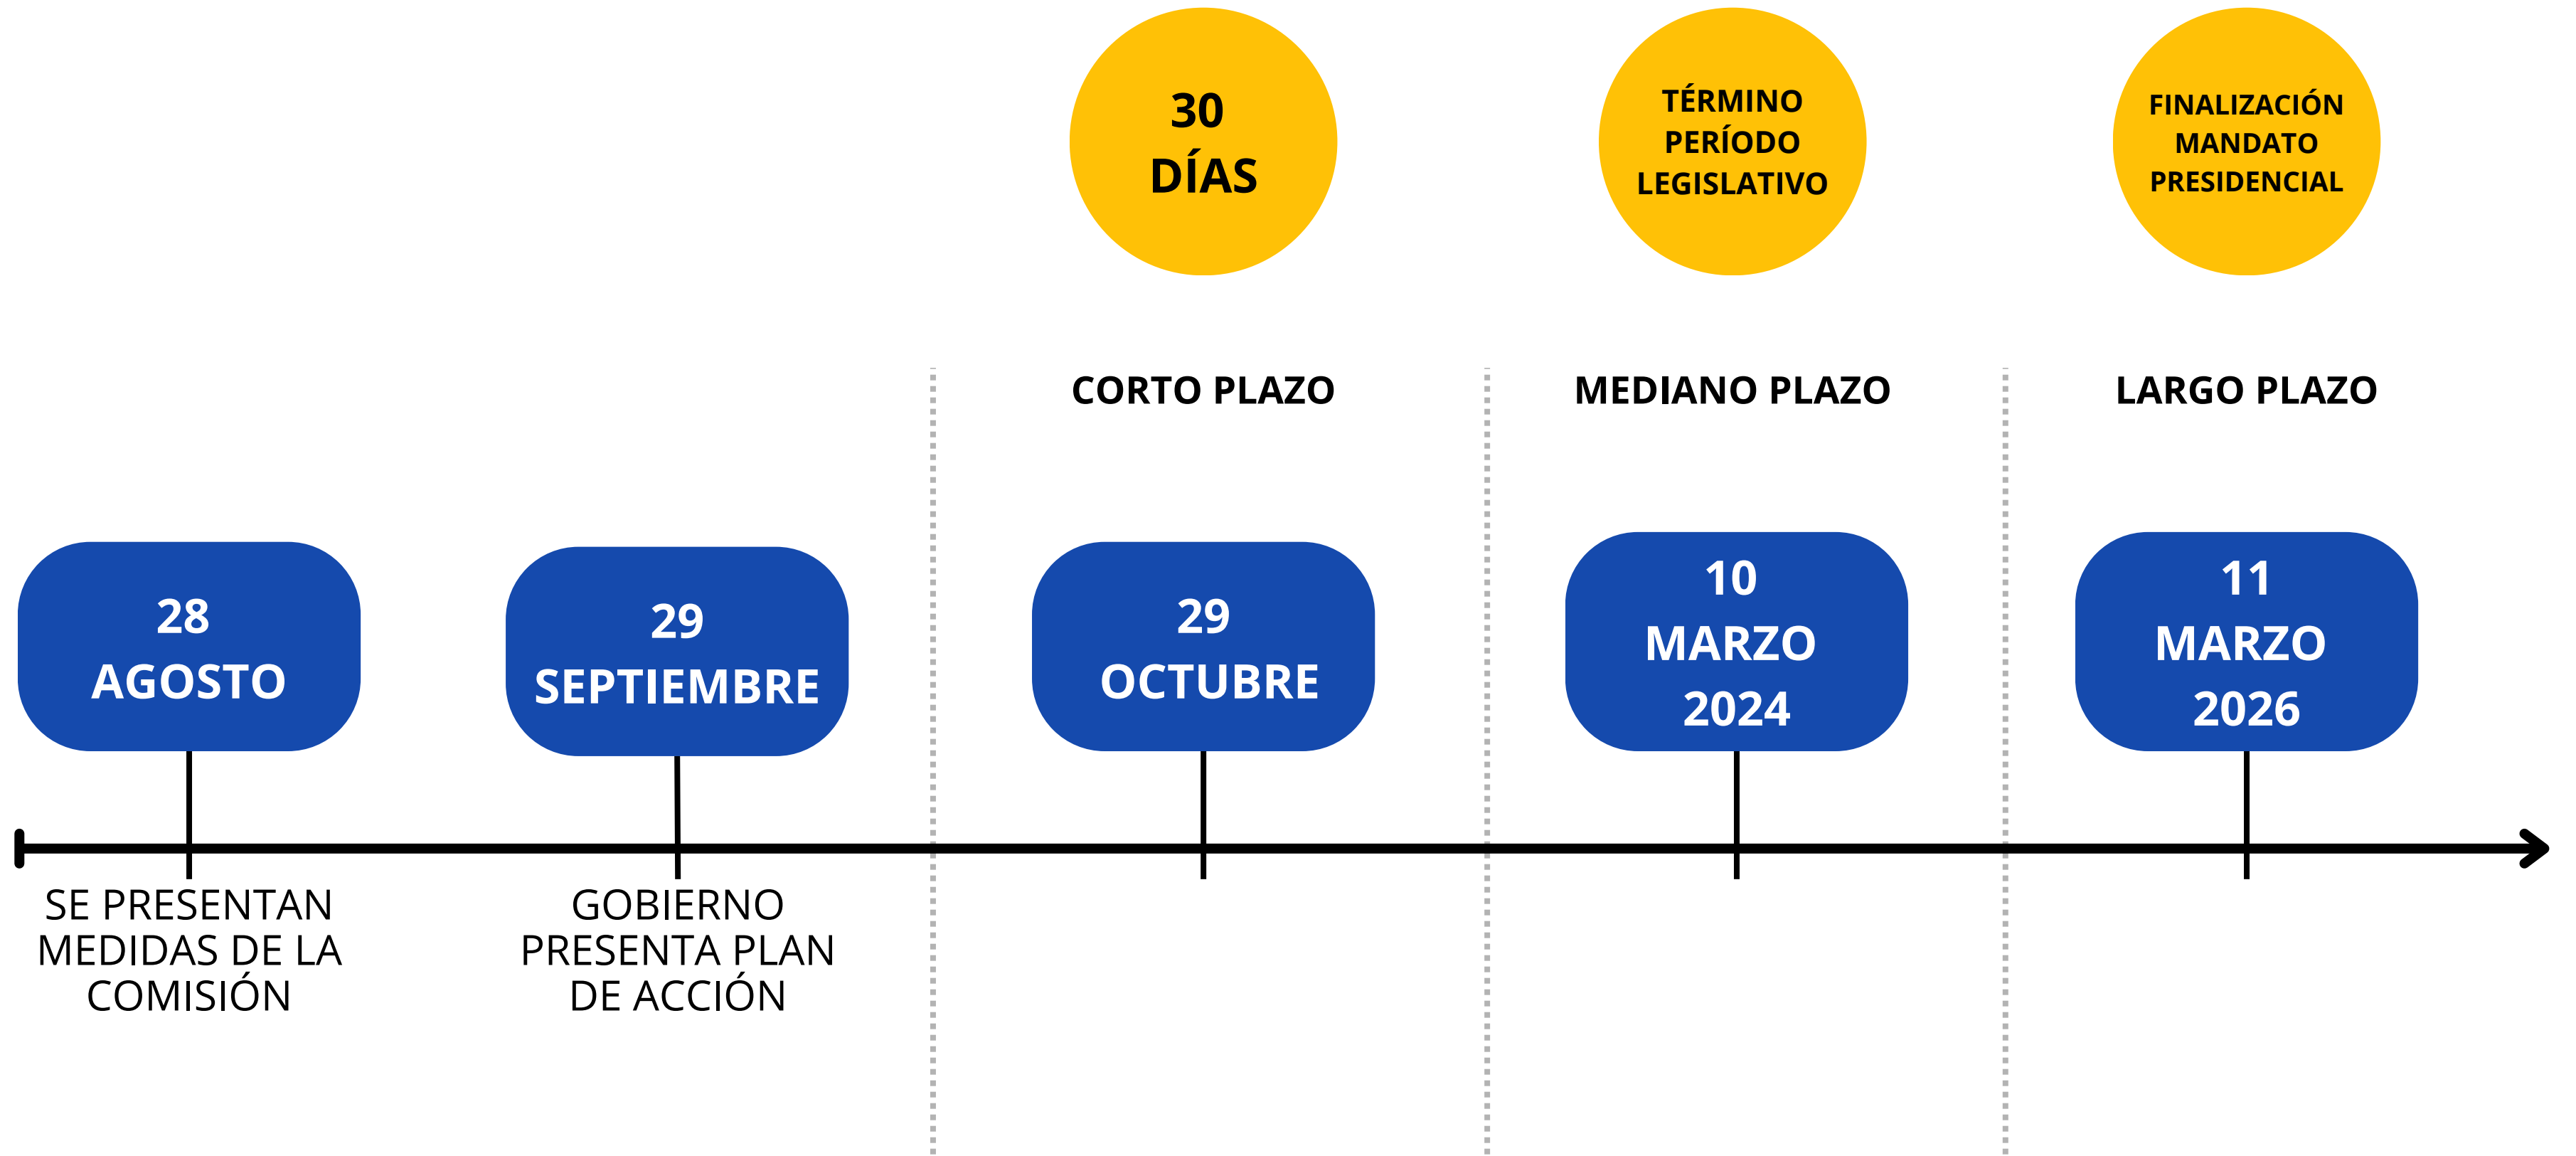 30
DÍAS
TÉRMINO
PERÍODO
LEGISLATIVO
FINALIZACIÓN
MANDATO
PRESIDENCIAL
CORTO PLAZO
MEDIANO PLAZO
LARGO PLAZO
28
AGOSTO
29
SEPTIEMBRE
29
OCTUBRE
10
MARZO
2024
11
MARZO
2026
SE PRESENTAN
MEDIDAS DE LA
COMISIÓN
GOBIERNO
PRESENTA PLAN
DE ACCIÓN